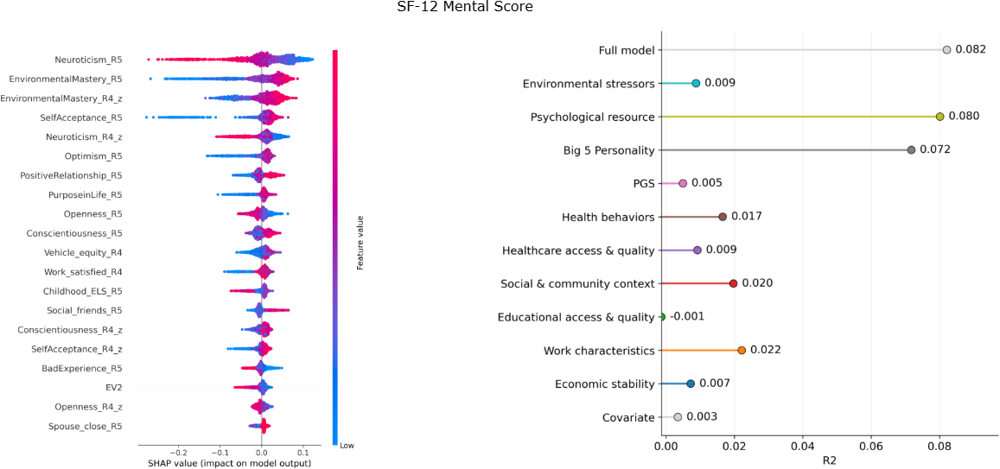 SF-12 Mental Score
Neuroticism_R5
EnvironmentalMastery_R5
EnvironmentalMastery_R4_z
SelfAcceptance_R5
Neuroticism_R4_z
Optimism_R5
PositiveRelationship_R5
PurposeinLife_R5
Openness_R5
Conscientiousness_R5
Vehicle_equity_R4
Work_satisfied_R4
Childhood_ELS_R5
Social_friends_R5
Conscientiousness_R4_z
SelfAcceptance_R4_z
BadExperience_R5
EV2
Openness_R4_z
Spouse_close_R5
−0.2 −0.1 0.0 0.1
SHAP value (impact on model output)
Feature value
Low
Full model 0.082
Environmental stressors 0.009
Psychological resource 0.080
Big 5 Personality 0.072
PGS 0.005
Health behaviors 0.017
Healthcare access & quality 0.009
Social & community context 0.020
Educational access & quality -0.001
Work characteristics 0.022
Economic stability 0.007
Covariate 0.003
0.00 0.02 0.04 0.06 0.08
R2